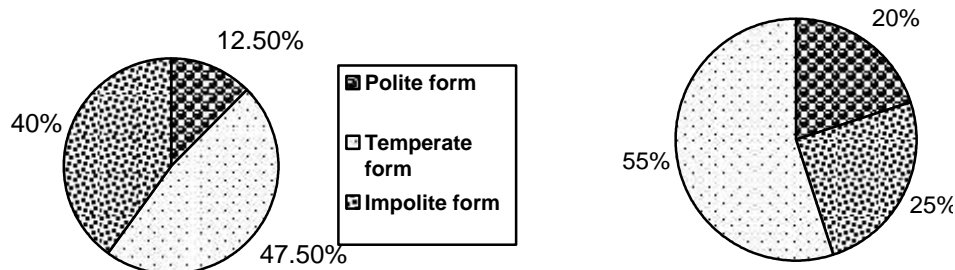 12.50%
40%
47.50%
Polite form
Temperate
form
Impolite form
20%
55%
25%